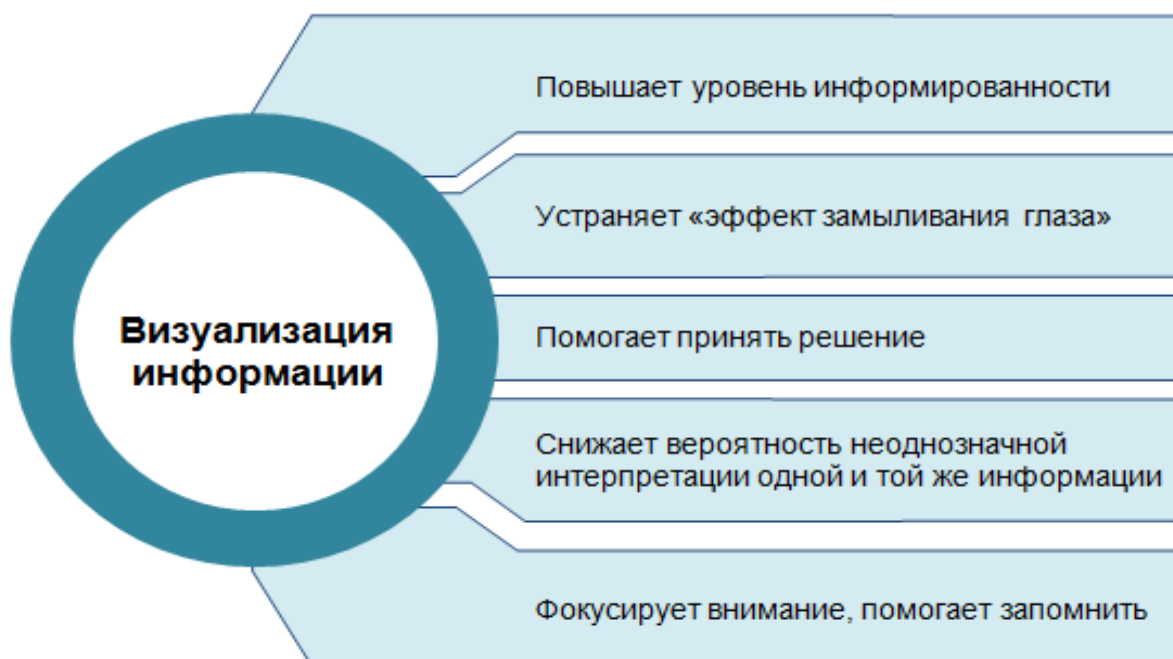 Повышает уровень информированности
Устраняет «эффект замыливания глаза»
Визуализация
информации
Помогает принять решение
Снижает вероятность неоднозначной
интерпретации одной и той же информации
Фокусирует внимание, помогает запомнить